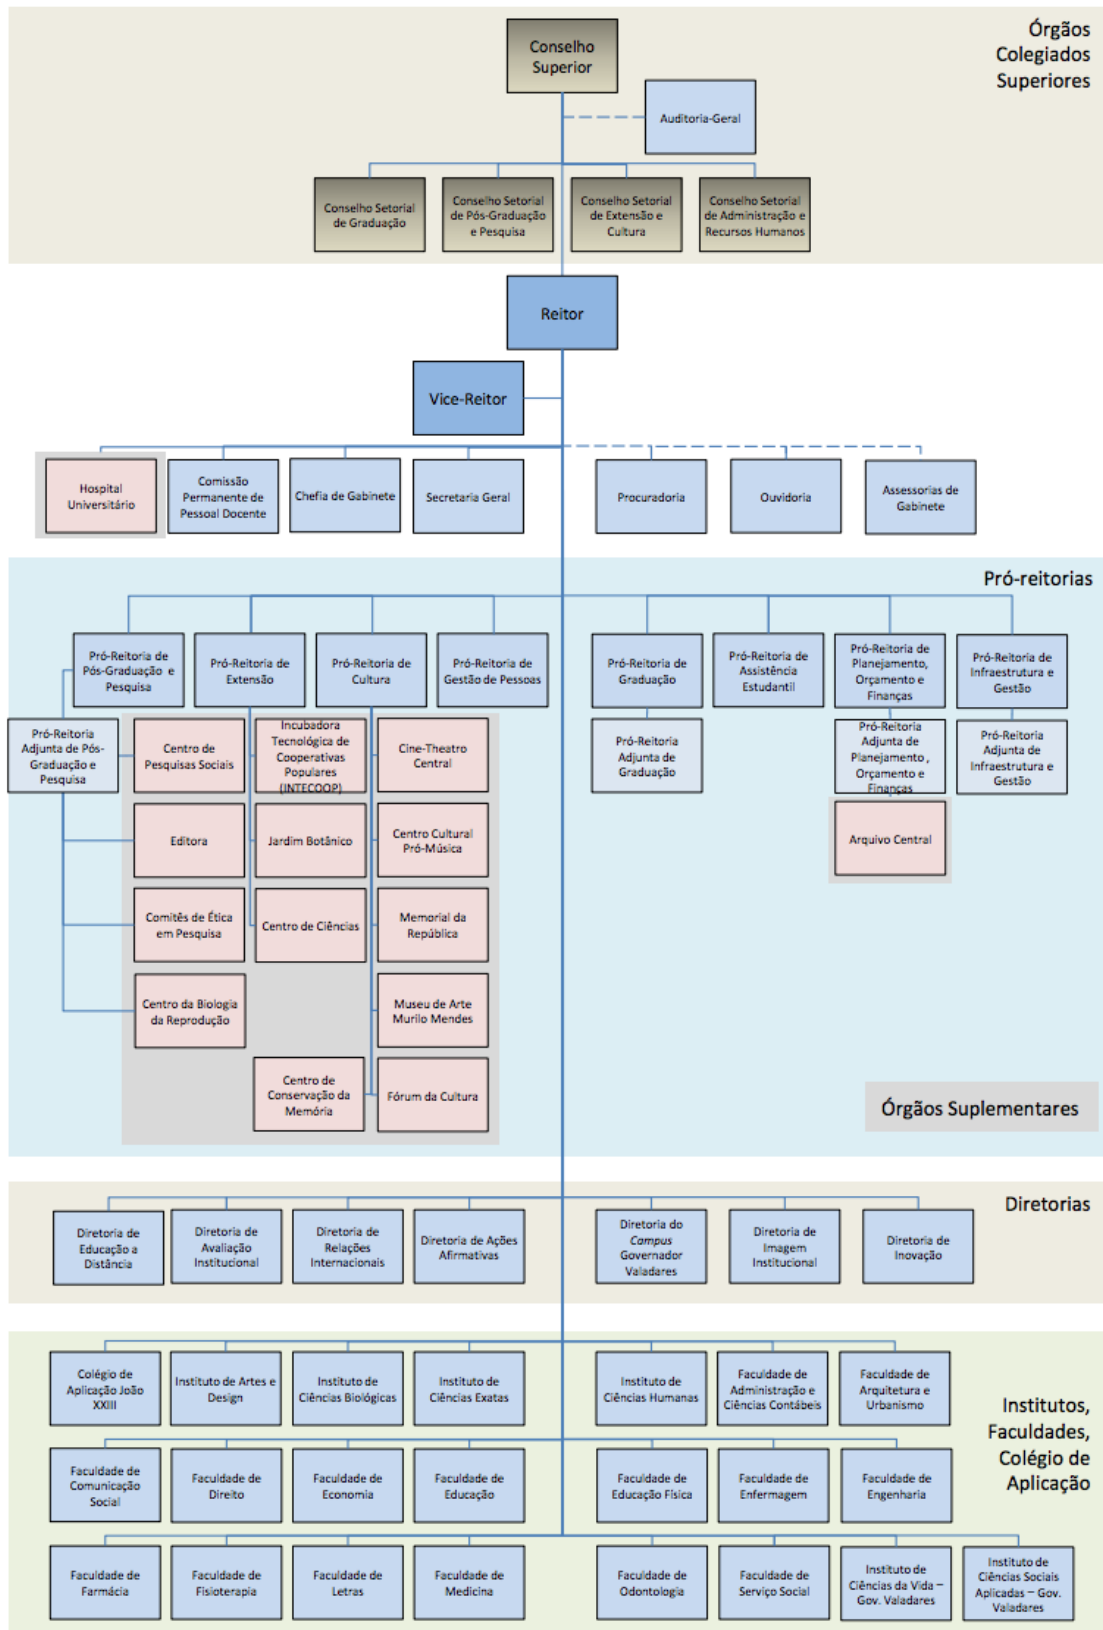 Órgãos
Colegiados
Superiores
Conselho
Superior
Auditoria-Geral
Conselho Setorial
de Graduação
Conselho Setorial
de Pós-Graduação
e Pesquisa
Conselho Setorial
de Extensão e
Cultura
Conselho Setorial
de Administração e
Recursos Humanos
Reitor
Vice-Reitor
Hospital
Universitário
Comissão
Permanente de
Pessoal Docente
Chefia de Gabinete
Secretaria Geral
Procuradoria
Ouvidoria
Assessorias de
Gabinete
Pró-reitorias
Pró-Reitoria de
Pós-Graduação e
Pesquisa
Pró-Reitoria de
Extensão
Pró-Reitoria de
Cultura
Pró-Reitoria de
Gestão de Pessoas
Pró-Reitoria de
Graduação
Pró-Reitoria de
Assistência
Estudantil
Pró-Reitoria de
Planejamento,
Orçamento e
Finanças
Pró-Reitoria de
Infraestrutura e
Gestão
Pró-Reitoria
Adjunta de Pós-
Graduação e
Pesquisa
Centro de
Pesquisas Sociais
Incubadora
Tecnológica de
Cooperativas
Populares
(INTECOOP)
Cine-Theatro
Central
Pró-Reitoria
Adjunta de
Graduação
Pró-Reitoria
Adjunta de
Planejamento ,
Orçamento e
Finanças
Pró-Reitoria
Adjunta de
Infraestrutura e
Gestão
Editora
Jardim Botânico
Centro Cultural
Pró-Música
Arquivo Central
Comitês de Ética
em Pesquisa
Centro de Ciências
Memorial da
República
Centro da Biologia
da Reprodução
Museu de Arte
Murilo Mendes
Centro de
Conservação da
Memória
Fórum da Cultura
Órgãos Suplementares
Diretorias
Diretoria de
Educação a
Distância
Diretoria de
Avaliação
Institucional
Diretoria de
Relações
Internacionais
Diretoria de Ações
Afirmativas
Diretoria do
Campus
Governador
Valadares
Diretoria de
Imagem
Institucional
Diretoria de
Inovação
Institutos,
Faculdades,
Colégio de
Aplicação
Colégio de
Aplicação João
XXIII
Instituto de Artes e
Design
Instituto de
Ciências Biológicas
Instituto de
Ciências Exatas
Instituto de
Ciências Humanas
Faculdade de
Administração e
Ciências Contábeis
Faculdade de
Arquitetura e
Urbanismo
Faculdade de
Comunicação
Social
Faculdade de
Direito
Faculdade de
Economia
Faculdade de
Educação
Faculdade de
Educação Física
Faculdade de
Enfermagem
Faculdade de
Engenharia
Faculdade de
Farmácia
Faculdade de
Fisioterapia
Faculdade de
Letras
Faculdade de
Medicina
Faculdade de
Odontologia
Faculdade de
Serviço Social
Instituto de
Ciências da Vida –
Gov. Valadares
Instituto de
Ciências Sociais
Aplicadas – Gov.
Valadares